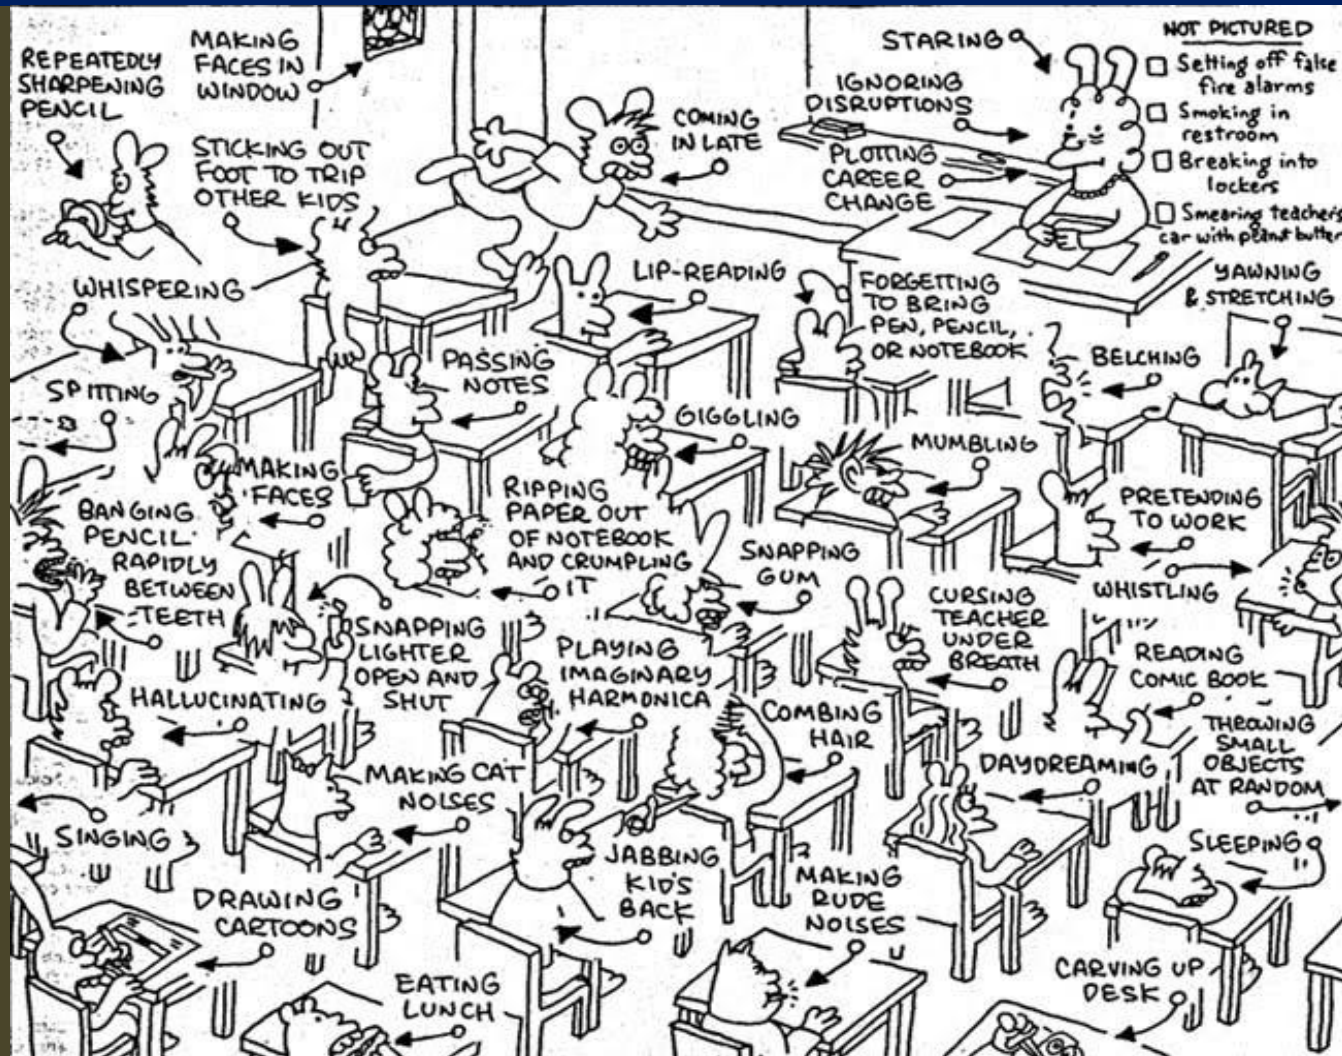 REPEATEDLY
SHARPENING
PENCIL
MAKING
FACES IN
WINDOW
STICKING OUT
FOOT TO TRIP
OTHER KIDS
COMING
IN LATE
STARING
IGNORING
DISRUPTIONS
PLOTTING
CAREER
CHANGE
NOT PICTURED
Setting off false
fire alarms
Smoking in
restroom
Breaking into
lockers
Smearing teacher's
car with peanut butter
WHISPERING
LIP-READING
FORGETTING
TO BRING
PEN, PENCIL,
OR NOTEBOOK
YAWNING
& STRETCHING
SPITTING
PASSING
NOTES
GIGGLING
BELCHING
MUMBLING
MAKING
FACES
BANGING
PENCIL
RAPIDLY
BETWEEN
TEETH
RIPPING
PAPER OUT
OF NOTEBOOK
AND CRUMPLING
IT
SNAPPING
GUM
PRETENDING
TO WORK
WHISTLING
SNAPPING
LIGHTER
OPEN AND
SHUT
PLAYING
IMAGINARY
HARMONICA
CURSING
TEACHER
UNDER
BREATH
READING
COMIC BOOK
HALLUCINATING
COMBING
HAIR
THROWING
SMALL
OBJECTS
AT RANDOM
MAKING CAT
NOISES
DAYDREAMING
SINGING
JABBING
KID'S
BACK
SLEEPING
DRAWING
CARTOONS
MAKING
RUDE
NOISES
EATING
LUNCH
CARVING UP
DESK